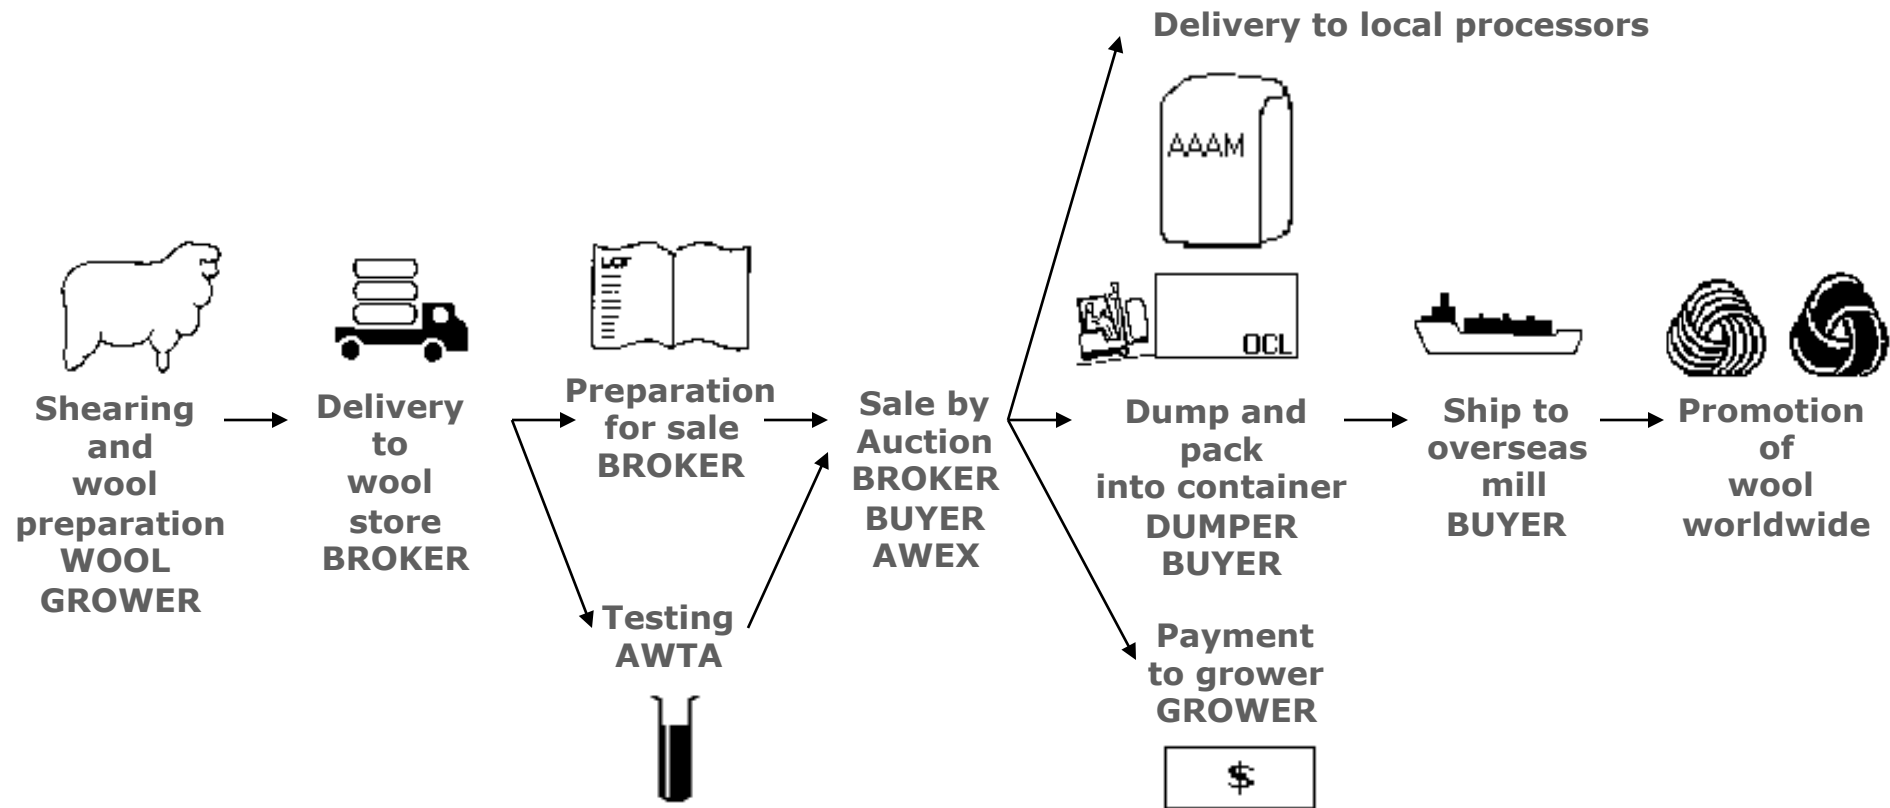 Delivery to local processors
AAAM
LOT
OCL
Shearing
and
wool
preparation
WOOL
GROWER
Delivery
to
wool
store
BROKER
Preparation
for sale
BROKER
Testing
AWTA
Sale by
Auction
BROKER
BUYER
AWEX
Dump and
pack
into container
DUMPER
BUYER
Payment
to grower
GROWER
$
Ship to
overseas
mill
BUYER
Promotion
of
wool
worldwide